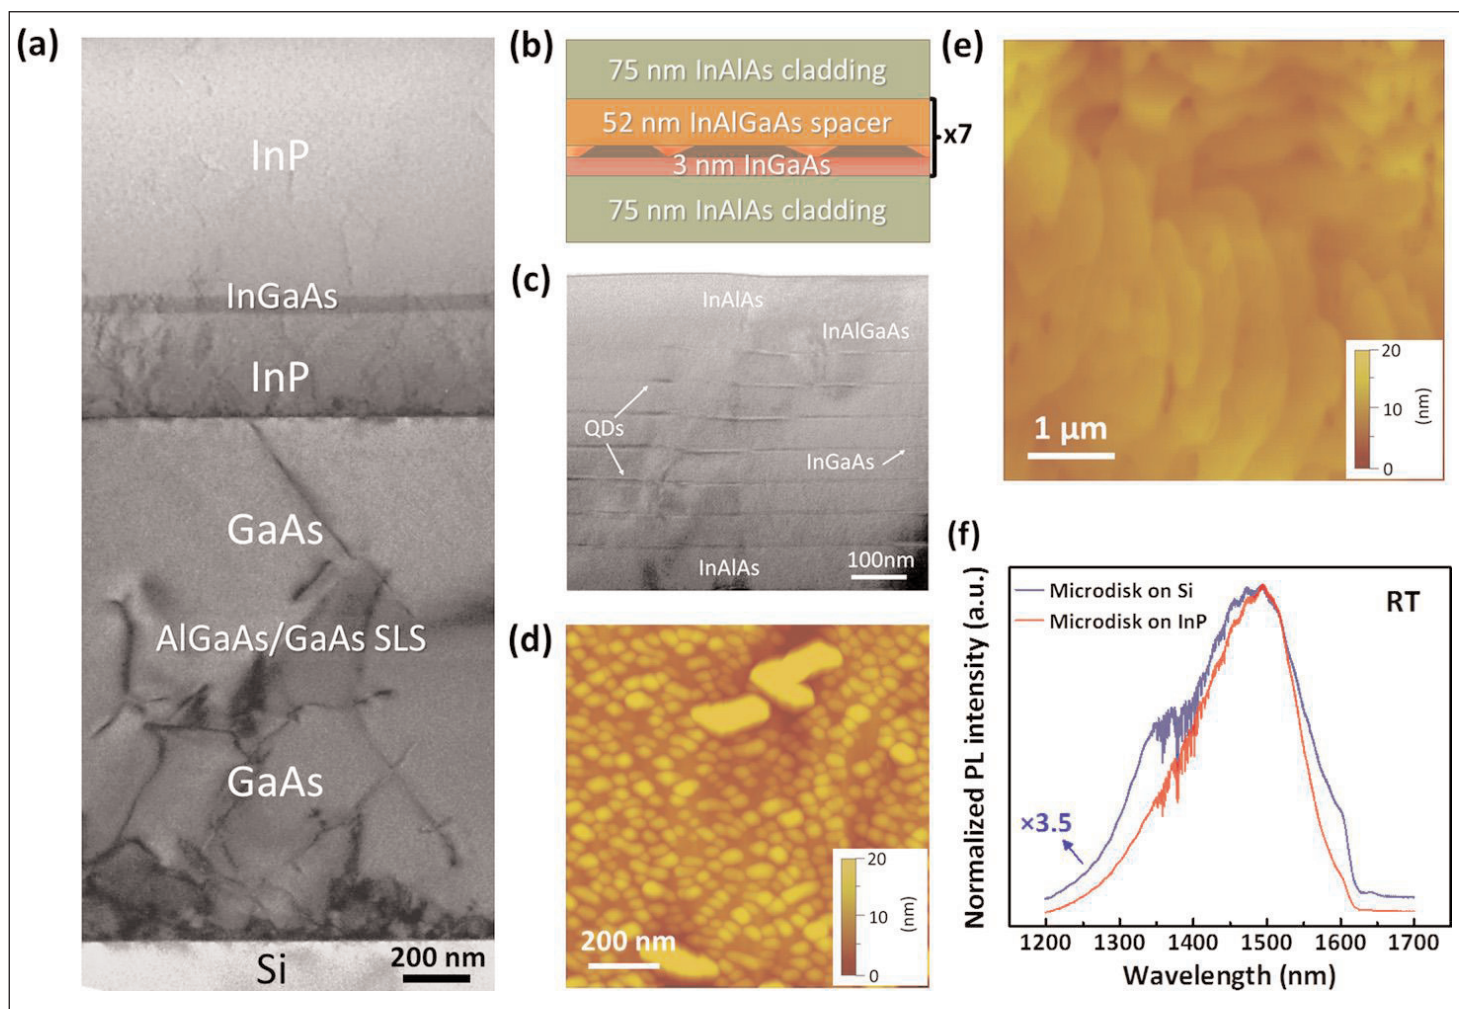 (a)
InP
InGaAs
InP
GaAs
AlGaAs/GaAs SLS
GaAs
Si
200 nm
(b)
75 nm InAlAs cladding
52 nm InAlGaAs spacer
x7
3 nm InGaAs
75 nm InAlAs cladding
(c)
InAlAs
InAlGaAs
QDs
InGaAs
InAlAs
100nm
(d)
200 nm
20
10
0
(nm)
(e)
1 μm
20
10
0
(nm)
(f)
Normalized PL intensity (a.u.)
Microdisk on Si
Microdisk on InP
RT
×3.5
1200 1300 1400 1500 1600 1700
Wavelength (nm)